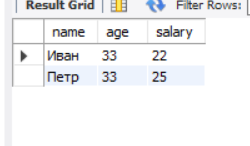 Result Grid Filter Rows:
name age salary
Иван 33 22
Петр 33 25